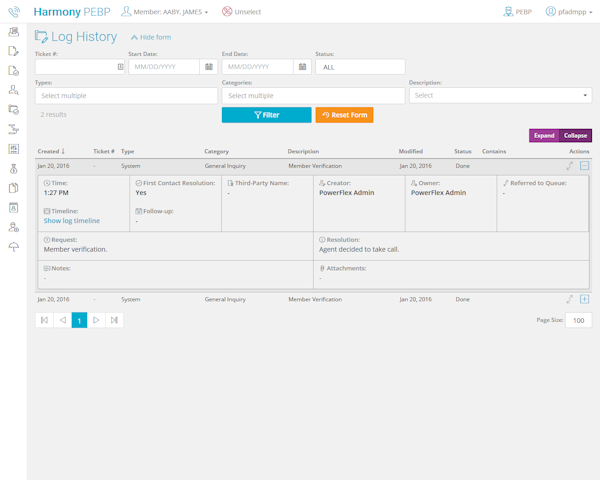 Harmony PEBP Member: AABY, JAMES Unselect PEBP pfadmpp
Log History Hide form
Ticket #: Start Date: End Date: Status:
MM/DD/YYYY MM/DD/YYYY ALL
Types: Categories: Description:
Select multiple Select multiple Select
2 results Filter Reset Form
Expand Collapse
Created ↓ Ticket # Type Category Description Modified Status Contains Actions
Jan 20, 2016 - System General Inquiry Member Verification Jan 20, 2016 Done
Time: First Contact Resolution: Third-Party Name: Creator: Owner: Referred to Queue:
1:27 PM Yes - PowerFlex Admin PowerFlex Admin -
Timeline: Follow-up:
Show log timeline -
Request: Resolution:
Member verification. Agent decided to take call.
Notes: Attachments:
- -
Jan 20, 2016 - System General Inquiry Member Verification Jan 20, 2016 Done
1 Page Size: 100